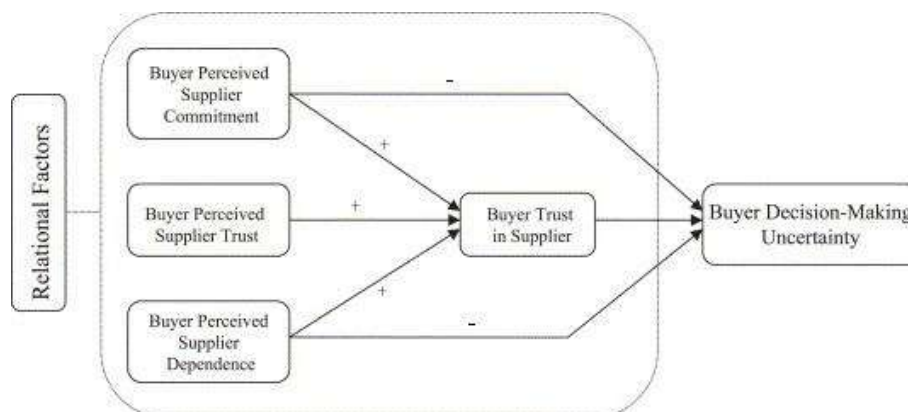 Relational Factors
Buyer Perceived
Supplier
Commitment
-
+
Buyer Perceived
Supplier Trust
+
Buyer Trust
in Supplier
Buyer Decision-Making
Uncertainty
+
Buyer Perceived
Supplier
Dependence
-